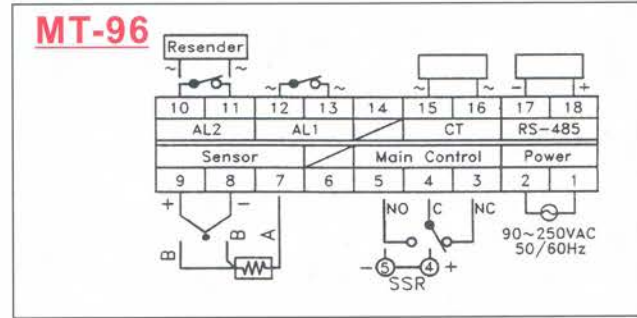 MT-96
Resender
~ ~ ~ ~ ~ ~ - +
10 11 12 13 14 15 16 17 18
AL2 AL1 CT RS-485
Sensor Main Control Power
9 8 7 6 5 4 3 2 1
+ - NO C NC
B B A
90~250VAC
50/60Hz
- 5 4 +
SSR